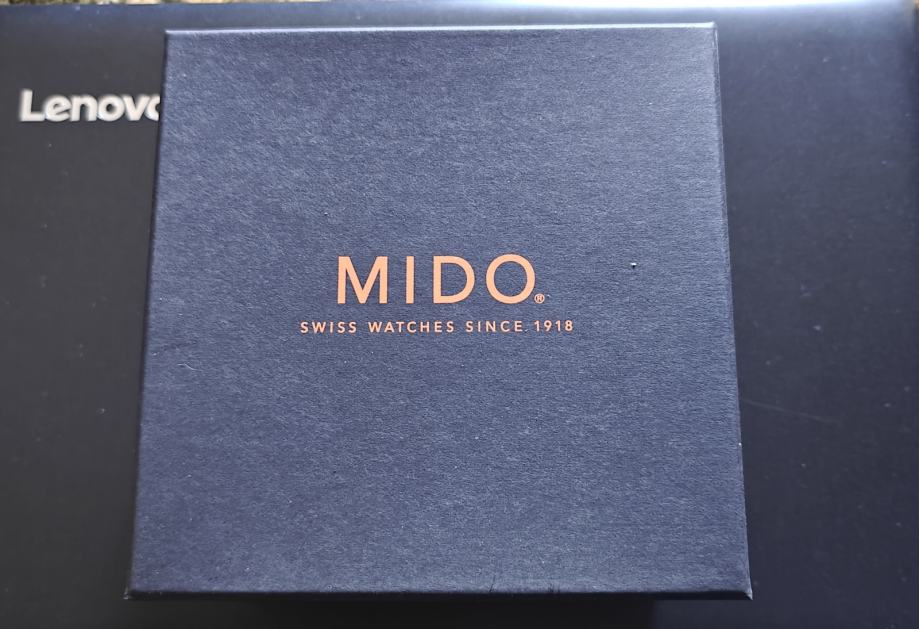 Lenovo
MIDO®
SWISS WATCHES SINCE 1918